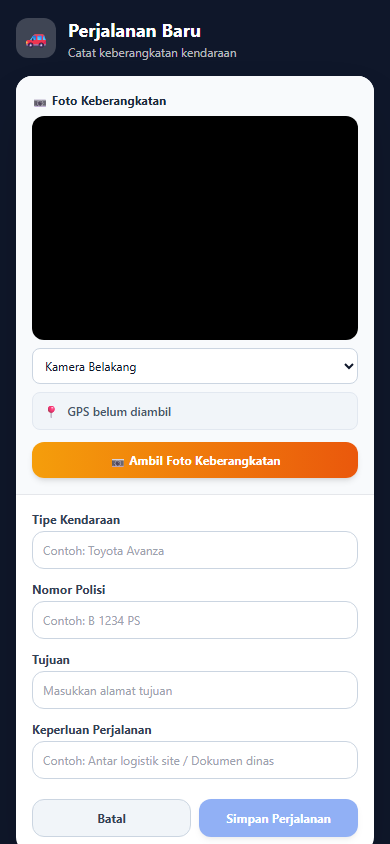 Perjalanan Baru
Catat keberangkatan kendaraan
Foto Keberangkatan
Kamera Belakang
GPS belum diambil
Ambil Foto Keberangkatan
Tipe Kendaraan
Contoh: Toyota Avanza
Nomor Polisi
Contoh: B 1234 PS
Tujuan
Masukkan alamat tujuan
Keperluan Perjalanan
Contoh: Antar logistik site / Dokumen dinas
Batal
Simpan Perjalanan